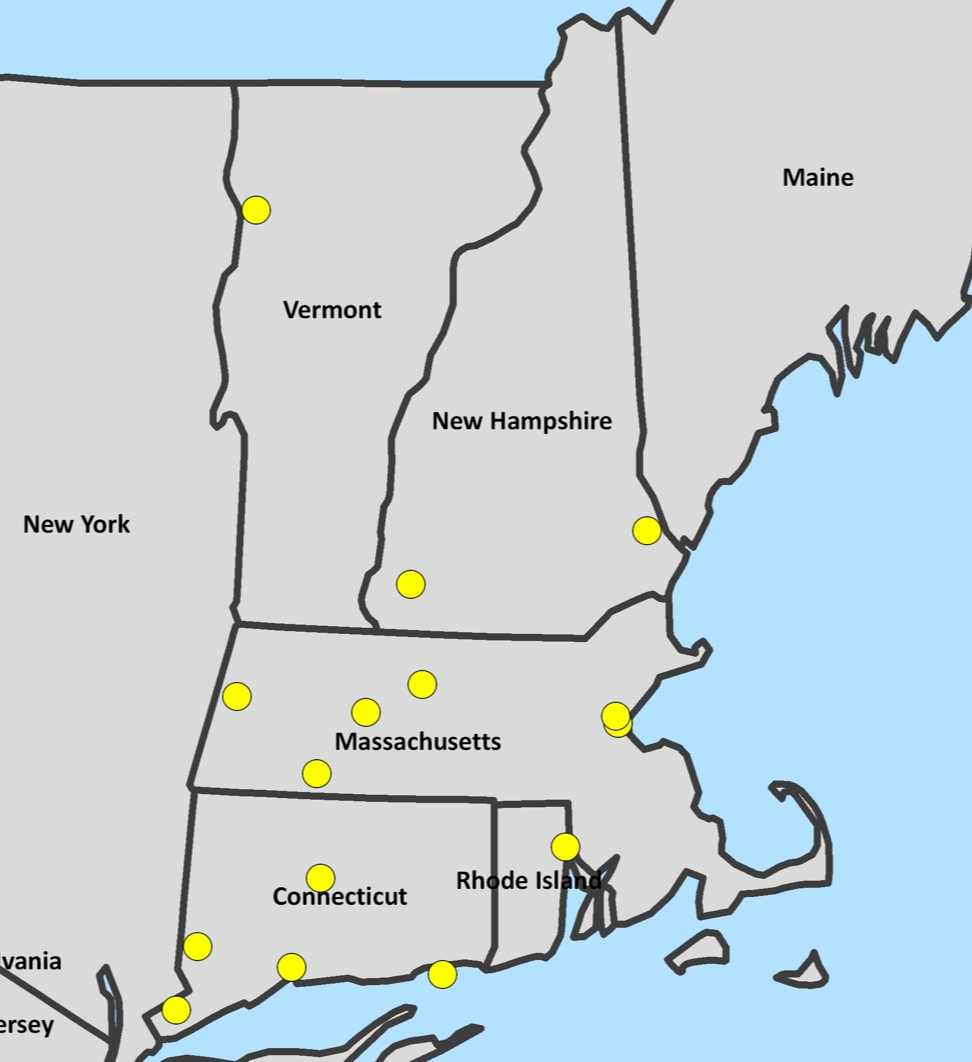 Maine
Vermont
New Hampshire
New York
Massachusetts
Rhode Island
Connecticut
vania
ersey